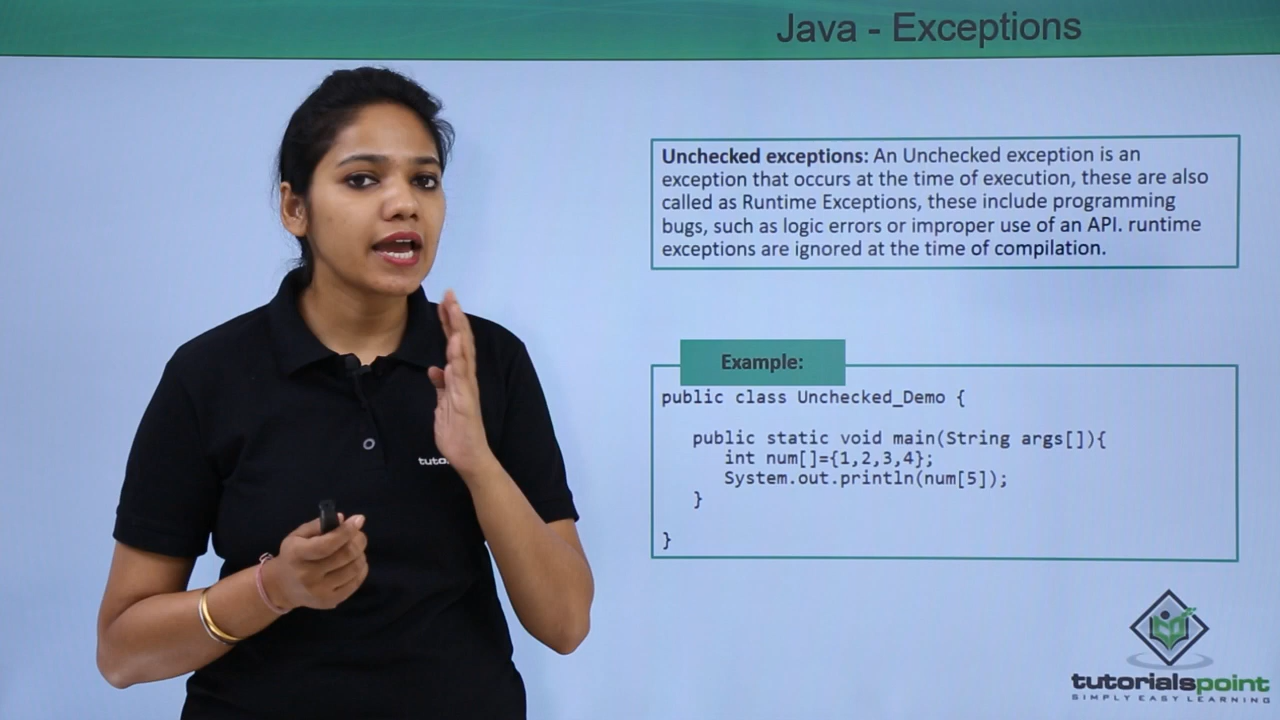 Java - Exceptions
Unchecked exceptions: An Unchecked exception is an
exception that occurs at the time of execution, these are also
called as Runtime Exceptions, these include programming
bugs, such as logic errors or improper use of an API. runtime
exceptions are ignored at the time of compilation.
Example:
public class Unchecked_Demo {
public static void main(String args[]){
int num[]={1,2,3,4};
System.out.println(num[5]);
}
}
tuto
tutorialspoint
SIMPLY EASY LEARNING